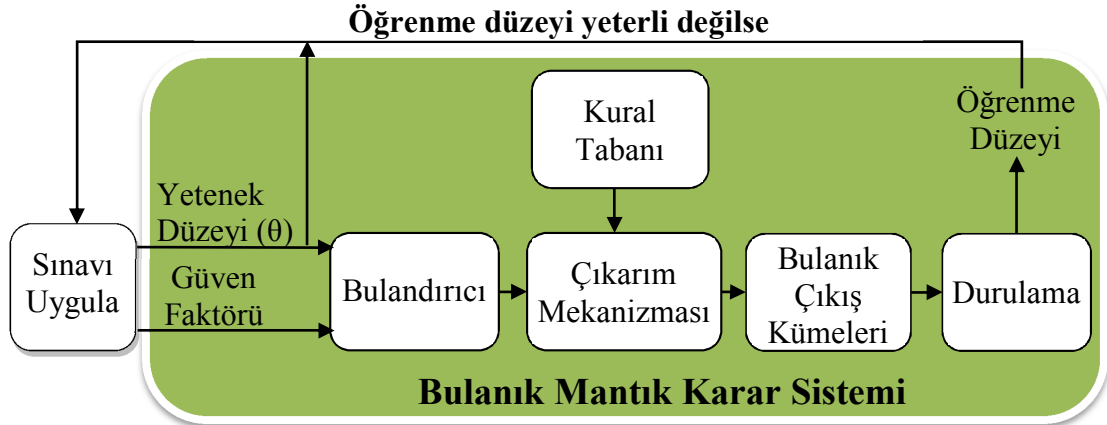 Öğrenme düzeyi yeterli değilse
Kural
Tabanı
Öğrenme
Düzeyi
Yetenek
Düzeyi (θ)
Güven
Faktörü
Sınavı
Uygula
Bulandırıcı
Çıkarım
Mekanizması
Bulanık
Çıkış
Kümeleri
Durulama
Bulanık Mantık Karar Sistemi